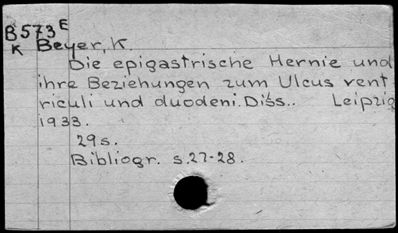 B573E
K Beyer, K.
Die epigastrische Hernie und
ihre Beziehungen zum Ulcus vent
riculi und duodeni. Diss.. Leipzig
1933.
29s.
Bibliogr. s.27-28.